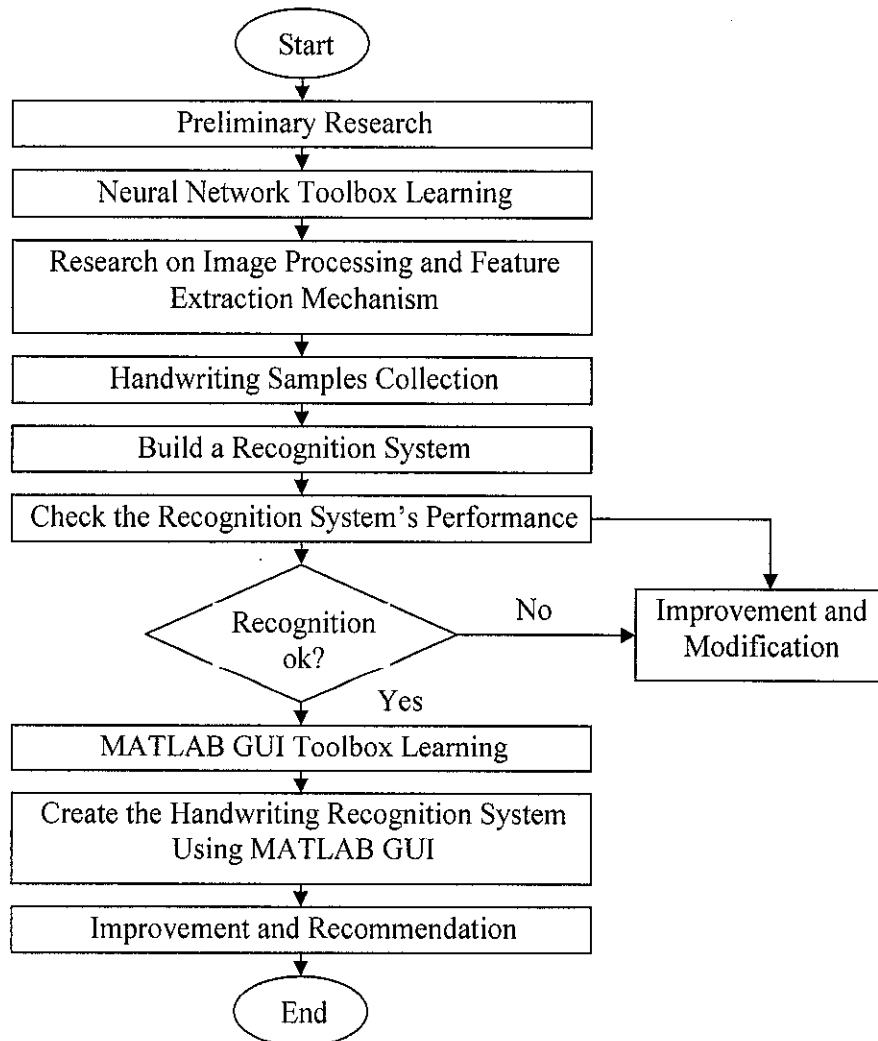 Start
Preliminary Research
Neural Network Toolbox Learning
Research on Image Processing and Feature
Extraction Mechanism
Handwriting Samples Collection
Build a Recognition System
Check the Recognition System's Performance
Recognition
ok?
No
Improvement and
Modification
Yes
MATLAB GUI Toolbox Learning
Create the Handwriting Recognition System
Using MATLAB GUI
Improvement and Recommendation
End